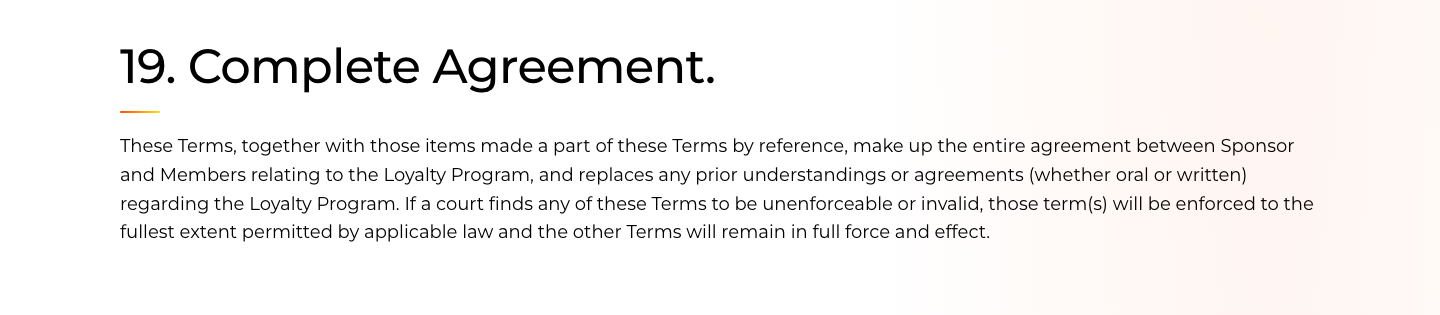 19. Complete Agreement.
These Terms, together with those items made a part of these Terms by reference, make up the entire agreement between Sponsor
and Members relating to the Loyalty Program, and replaces any prior understandings or agreements (whether oral or written)
regarding the Loyalty Program. If a court finds any of these Terms to be unenforceable or invalid, those term(s) will be enforced to the
fullest extent permitted by applicable law and the other Terms will remain in full force and effect.